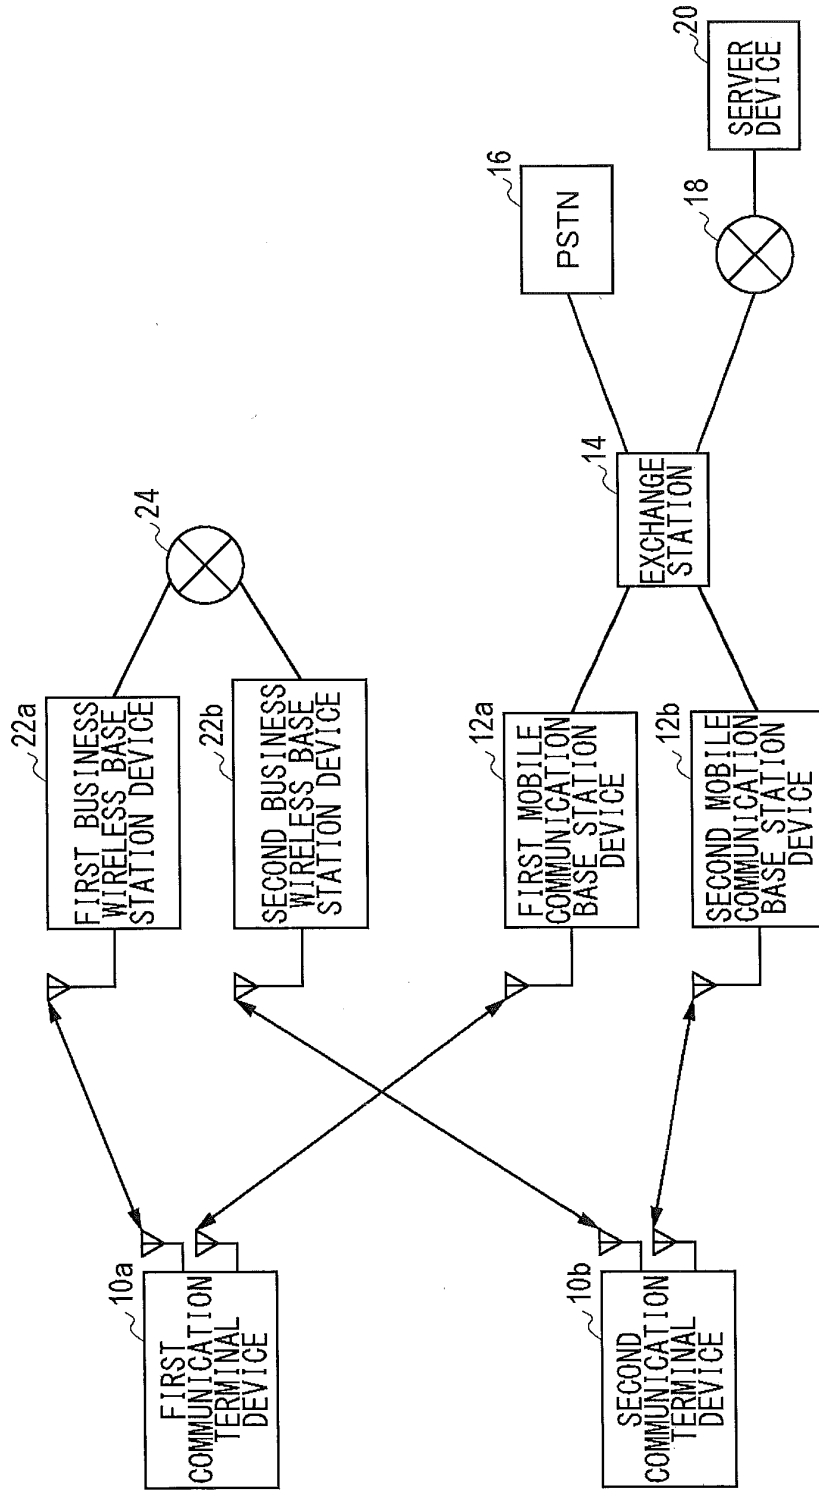 10a
FIRST
COMMUNICATION
TERMINAL
DEVICE
10b
SECOND
COMMUNICATION
TERMINAL
DEVICE
22a
FIRST BUSINESS
WIRELESS BASE
STATION DEVICE
22b
SECOND BUSINESS
WIRELESS BASE
STATION DEVICE
12a
FIRST MOBILE
COMMUNICATION
BASE STATION
DEVICE
12b
SECOND MOBILE
COMMUNICATION
BASE STATION
DEVICE
24
14
EXCHANGE
STATION
16
PSTN
18
20
SERVER
DEVICE